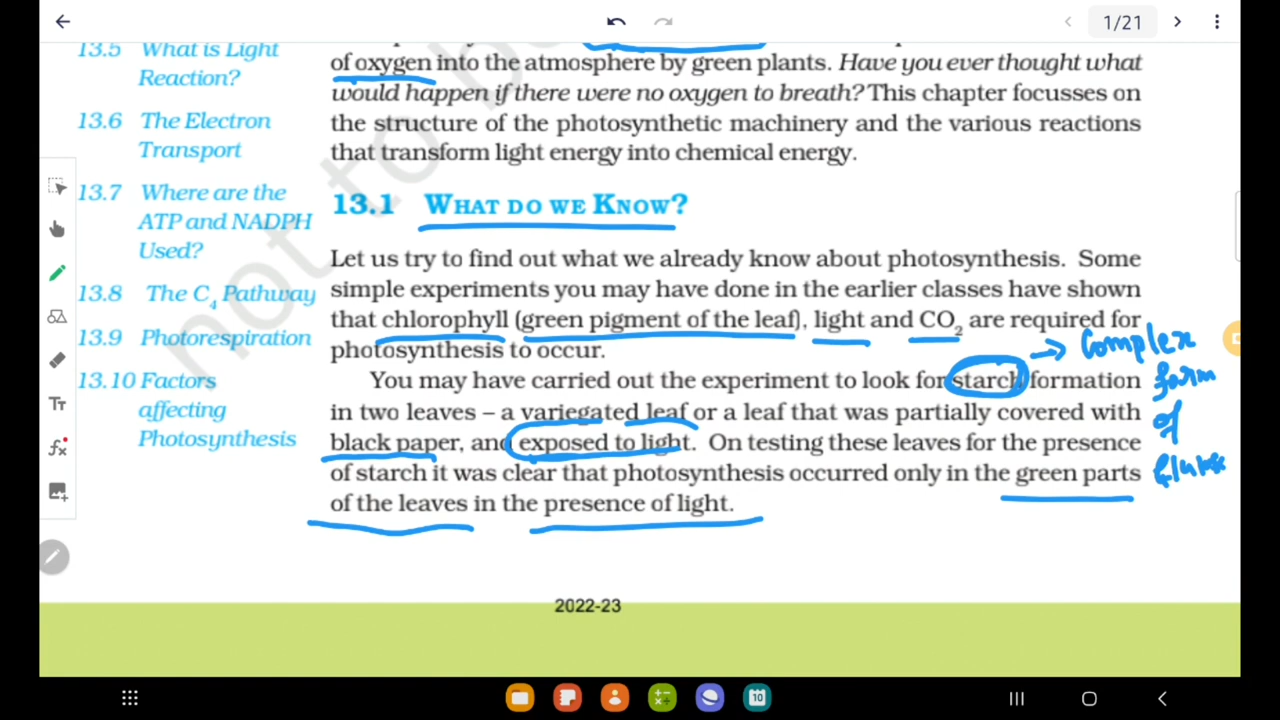 1/21
13.5 What is Light
Reaction?
13.6 The Electron
Transport
13.7 Where are the
ATP and NADPH
Used?
13.8 The C4 Pathway
13.9 Photorespiration
13.10 Factors
affecting
Photosynthesis
of oxygen into the atmosphere by green plants. Have you ever thought what
would happen if there were no oxygen to breath? This chapter focusses on
the structure of the photosynthetic machinery and the various reactions
that transform light energy into chemical energy.
13.1 WHAT DO WE KNOW?
Let us try to find out what we already know about photosynthesis. Some
simple experiments you may have done in the earlier classes have shown
that chlorophyll (green pigment of the leaf), light and CO2 are required for
photosynthesis to occur.
You may have carried out the experiment to look for starch formation
in two leaves – a variegated leaf or a leaf that was partially covered with
black paper, and exposed to light. On testing these leaves for the presence
of starch it was clear that photosynthesis occurred only in the green parts
of the leaves in the presence of light.
→ Complex
form
of
2022-23
not to b
Tt
fx
10